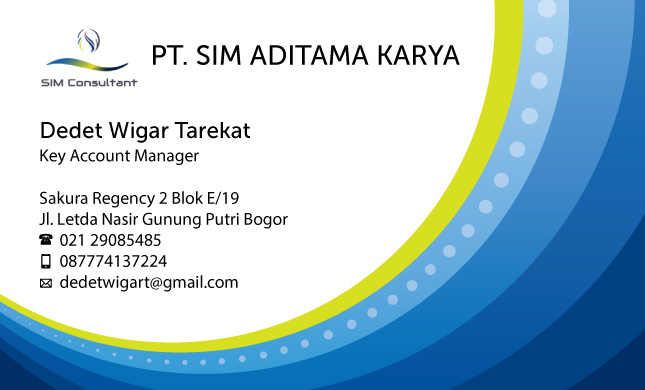 SIM Consultant
PT. SIM ADITAMA KARYA
Dedet Wigar Tarekat
Key Account Manager
Sakura Regency 2 Blok E/19
Jl. Letda Nasir Gunung Putri Bogor
021 29085485
087774137224
dedetwigart@gmail.com